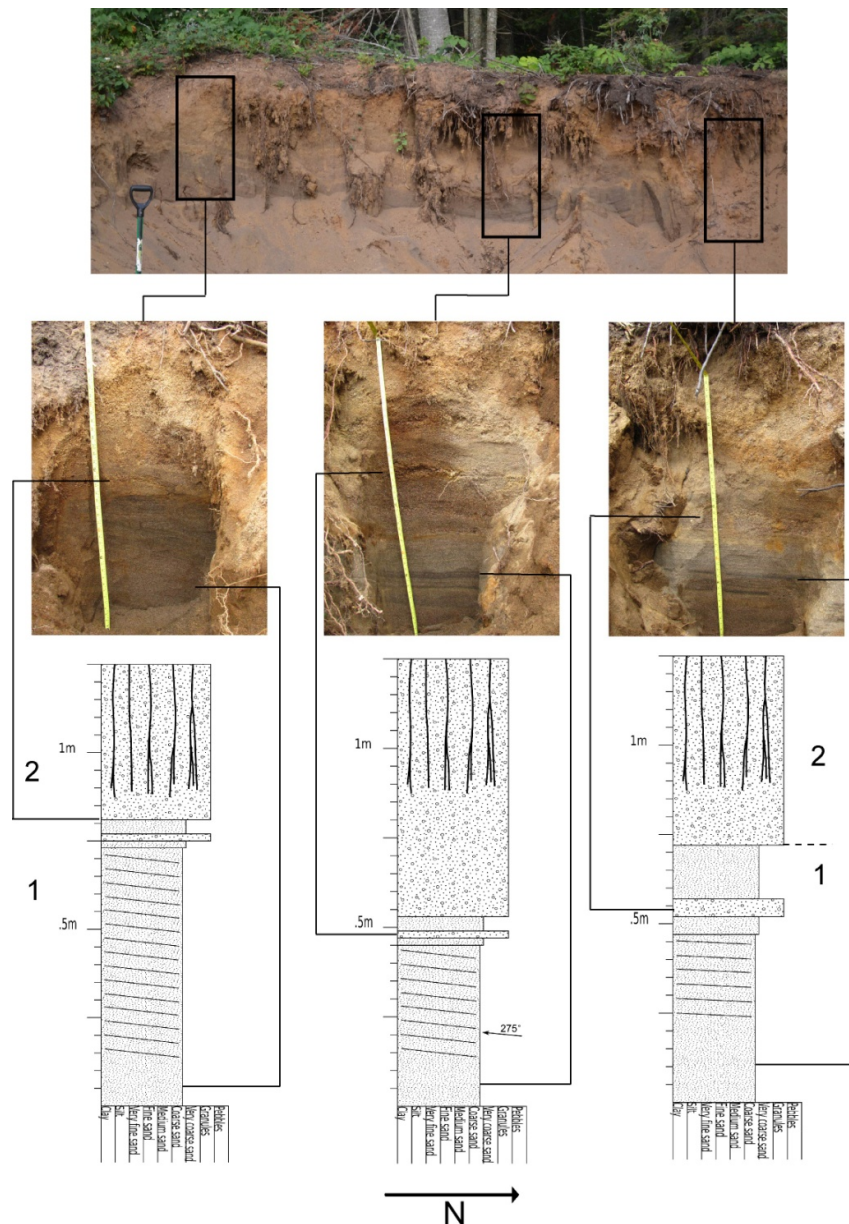 1m
2
1
.5m
Clay
Silt
Very fine sand
Fine sand
Medium sand
Coarse sand
Very coarse sand
Granules
Pebbles
1m
.5m
275°
Clay
Silt
Very fine sand
Fine sand
Medium sand
Coarse sand
Very coarse sand
Granules
Pebbles
1m
2
1
.5m
Clay
Silt
Very fine sand
Fine sand
Medium sand
Coarse sand
Very coarse sand
Granules
Pebbles
N